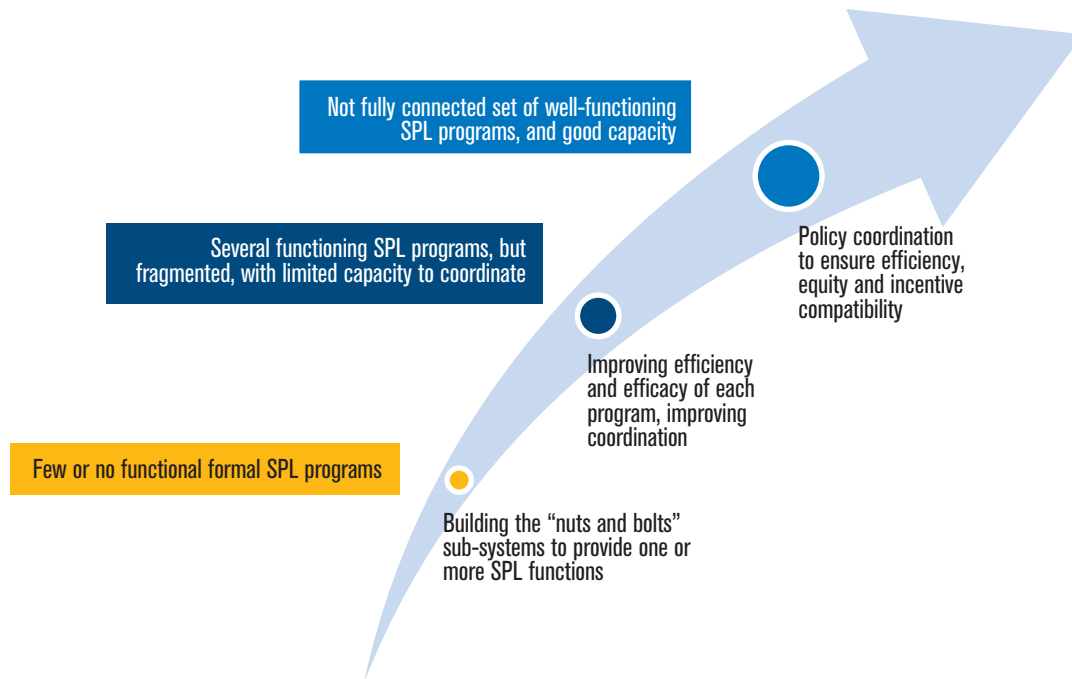 Not fully connected set of well-functioning
SPL programs, and good capacity
Policy coordination
to ensure efficiency,
equity and incentive
compatibility
Several functioning SPL programs, but
fragmented, with limited capacity to coordinate
Improving efficiency
and efficacy of each
program, improving
coordination
Few or no functional formal SPL programs
Building the “nuts and bolts”
sub-systems to provide one or
more SPL functions